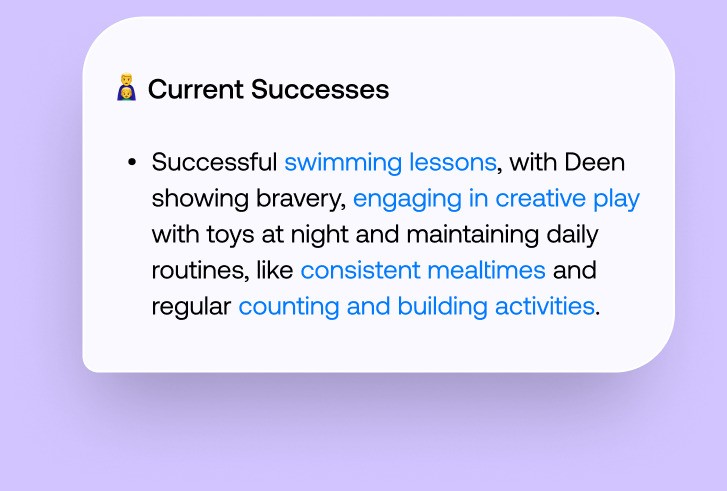 Current Successes
• Successful swimming lessons, with Deen
showing bravery, engaging in creative play
with toys at night and maintaining daily
routines, like consistent mealtimes and
regular counting and building activities.